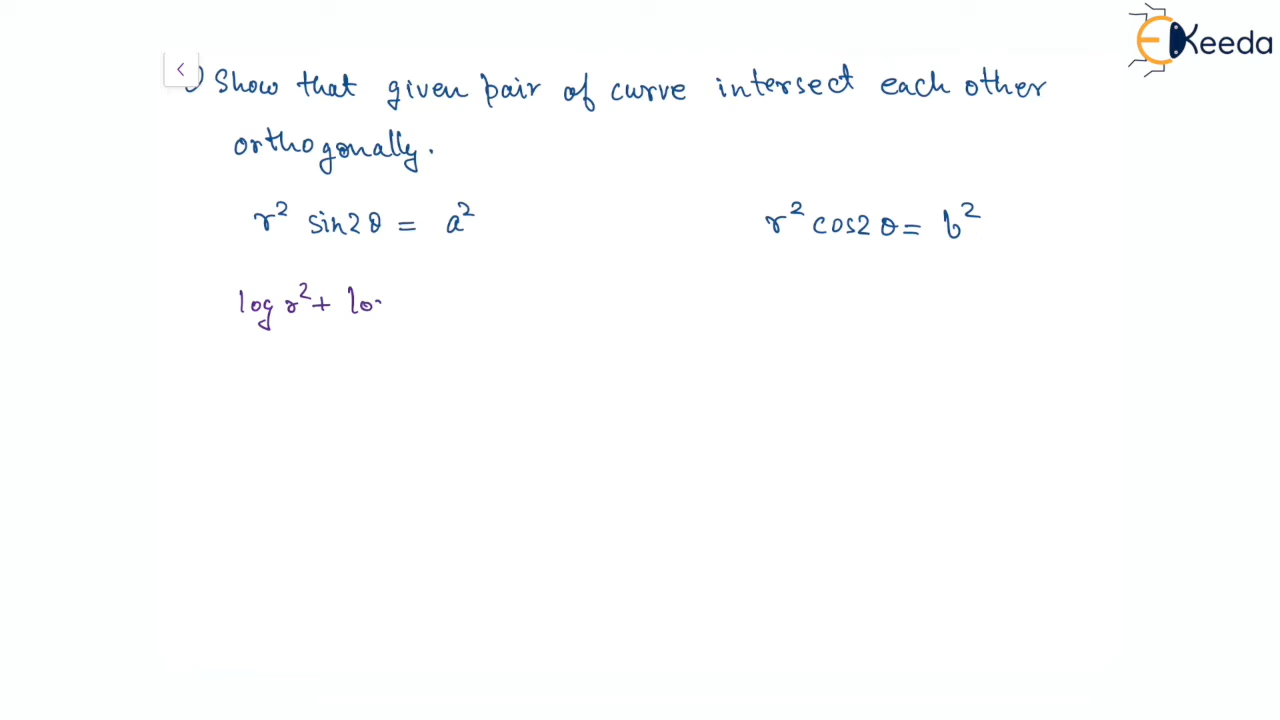 EKeeda
) Show that given pair of curve intersect each other
orthogonally.
r² sin2θ = a² r² cos2θ = b²
log r² + lo